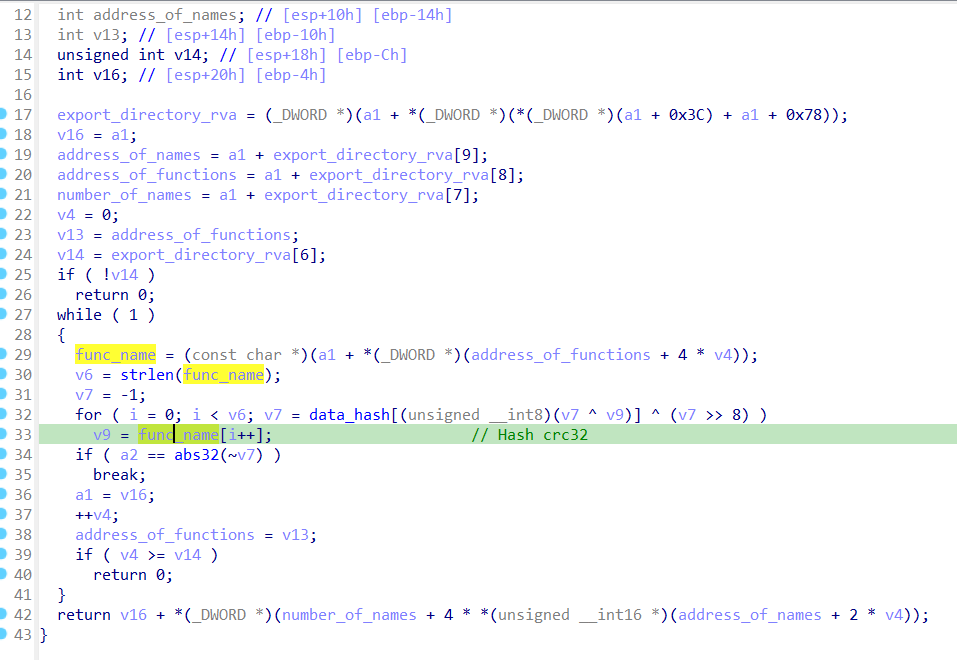 12 int address_of_names; // [esp+10h] [ebp-14h]
13 int v13; // [esp+14h] [ebp-10h]
14 unsigned int v14; // [esp+18h] [ebp-Ch]
15 int v16; // [esp+20h] [ebp-4h]
16
17 export_directory_rva = (_DWORD *)(a1 + *(_DWORD *)(*(_DWORD *)(a1 + 0x3C) + a1 + 0x78));
18 v16 = a1;
19 address_of_names = a1 + export_directory_rva[9];
20 address_of_functions = a1 + export_directory_rva[8];
21 number_of_names = a1 + export_directory_rva[7];
22 v4 = 0;
23 v13 = address_of_functions;
24 v14 = export_directory_rva[6];
25 if ( !v14 )
26 return 0;
27 while ( 1 )
28 {
29 func_name = (const char *)(a1 + *(_DWORD *)(address_of_functions + 4 * v4));
30 v6 = strlen(func_name);
31 v7 = -1;
32 for ( i = 0; i < v6; v7 = data_hash[(unsigned __int8)(v7 ^ v9)] ^ (v7 >> 8) )
33 v9 = func_name[i++]; // Hash crc32
34 if ( a2 == abs32(~v7) )
35 break;
36 a1 = v16;
37 ++v4;
38 address_of_functions = v13;
39 if ( v4 >= v14 )
40 return 0;
41 }
42 return v16 + *(_DWORD *)(number_of_names + 4 * *(unsigned __int16 *)(address_of_names + 2 * v4));
43 }